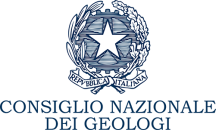 REPVBBLICA ITALIANA
CONSIGLIO NAZIONALE
DEI GEOLOGI